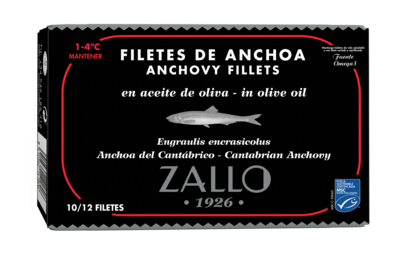 1-4°C
MANTENER
FILETES DE ANCHOA
ANCHOVY FILLETS
Fuente
Omega3
en aceite de oliva - in olive oil
Engraulis encrasicolus
Anchoa del Cantábrico - Cantabrian Anchovy
ZALLO
· 1926 ·
10/12 FILETES
MSC